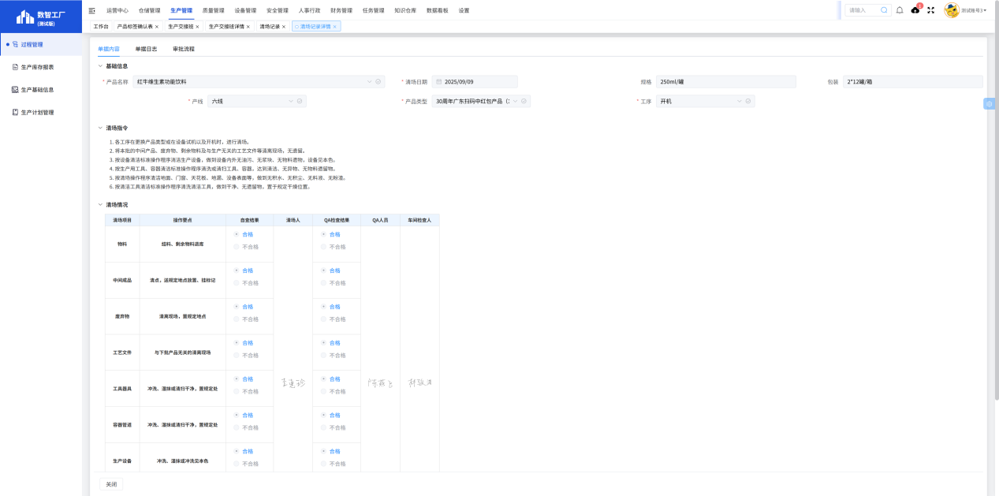 数智工厂
(测试版)
运营中心 仓储管理 生产管理 质量管理 设备管理 安全管理 人事行政 财务管理 任务管理 知识仓库 数据看板 设置
请输入
1
测试账号3
工作台 产品标签确认表 × 生产交接班 × 生产交接班详情 × 清场记录 × 清场记录详情 ×
过程管理
生产库存报表
生产基础信息
生产计划管理
单据内容 单据日志 审批流程
基础信息
* 产品名称 红牛维生素功能饮料 * 清场日期 2025/09/09 规格 250ml/罐 包装 2*12罐/箱
* 产线 六线 * 产品类型 30周年广东扫码中红包产品 * 工序 开机
清场指令
1. 各工序在更换产品类型或在设备试机以及开机时，进行清场。
2. 将本批的中间产品、废弃物、剩余物料及与生产无关的工艺文件等清离现场，无遗留。
3. 按设备清洁标准操作程序清洁生产设备，做到设备内外无油污、无浆块、无物料遗物，设备见本色。
4. 按生产用工具、容器清洁标准操作程序清洗或清扫工具、容器，达到清洁、无异物、无物料遗留物。
5. 按清场操作程序清洁地面、门窗、天花板、地漏、设备表面等，做到无积水、无积尘、无料液、无粉渣。
6. 按清洁工具清洁标准操作程序清洗清洁工具，做到干净、无遗留物，置于规定干燥位置。
清场情况
清场项目 操作要点 自查结果 清场人 QA检查结果 QA人员 车间检查人
物料 结料、剩余物料退库 合格 不合格 合格 不合格
中间成品 清点，送规定地点放置、挂标记 合格 不合格 合格 不合格
废弃物 清离现场，置规定地点 合格 不合格 合格 不合格
工艺文件 与下批产品无关的清离现场 合格 不合格 合格 不合格
工具器具 冲洗、湿抹或清扫干净，置规定处 合格 不合格 合格 不合格
容器管道 冲洗、湿抹或清扫干净，置规定处 合格 不合格 合格 不合格
生产设备 冲洗、湿抹或冲洗见本色 合格 不合格 合格 不合格
关闭